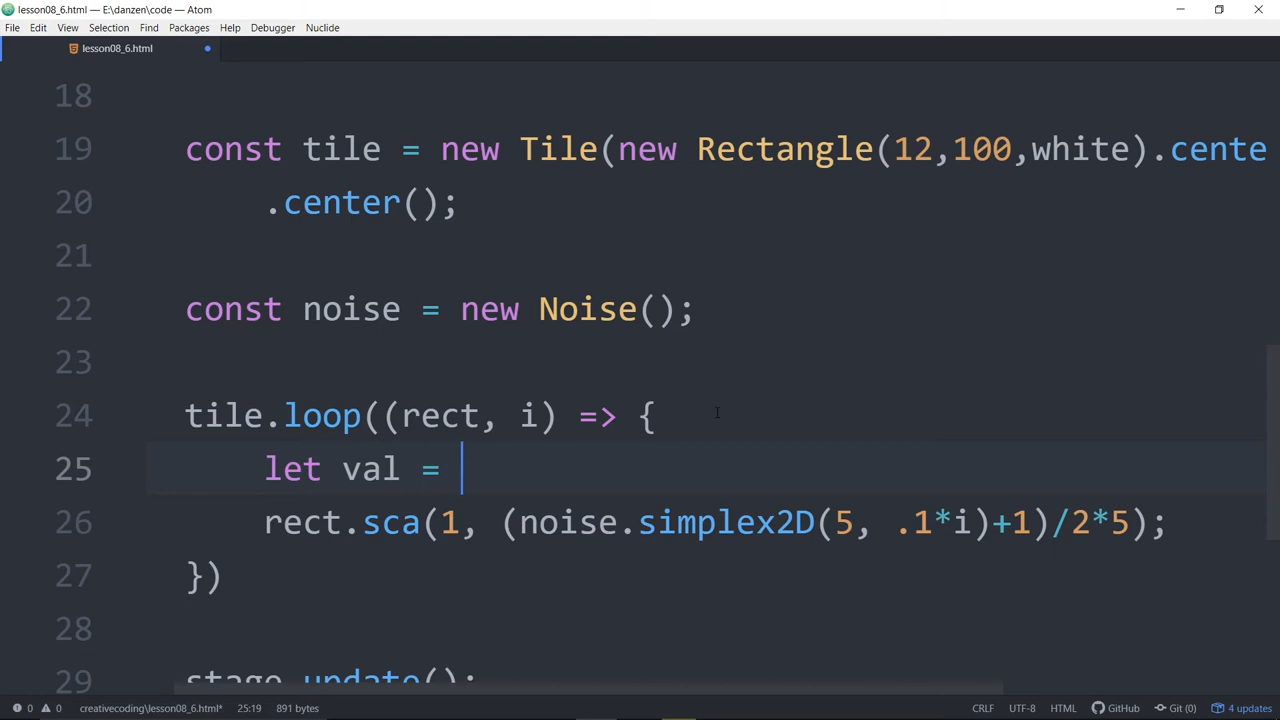 lesson08_6.html — E:\danzen\code — Atom
File Edit View Selection Find Packages Help Debugger Nuclide
lesson08_6.html
18
19 const tile = new Tile(new Rectangle(12,100,white).cente
20 .center();
21
22 const noise = new Noise();
23
24 tile.loop((rect, i) => {
25 let val =
26 rect.sca(1, (noise.simplex2D(5, .1*i)+1)/2*5);
27 })
28
29 stage.update();
0 0 creativecoding\lesson08_6.html* 25:19 891 bytes CRLF UTF-8 HTML GitHub Git (0) 4 updates